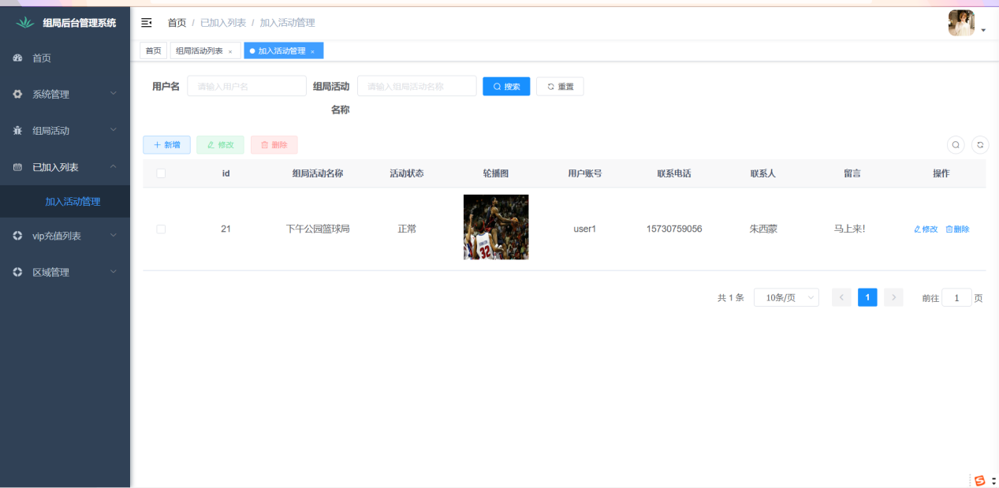 组局后台管理系统
首页 / 已加入列表 / 加入活动管理
首页
组局活动列表 ×
加入活动管理 ×
首页
系统管理
组局活动
已加入列表
加入活动管理
vip充值列表
区域管理
用户名 请输入用户名 组局活动名称 请输入组局活动名称 搜索 重置
+ 新增 修改 删除
id 组局活动名称 活动状态 轮播图 用户账号 联系电话 联系人 留言 操作
21 下午公园篮球局 正常 32 user1 15730759056 朱西蒙 马上来! 修改 删除
共 1 条 10条/页 < 1 > 前往 1 页